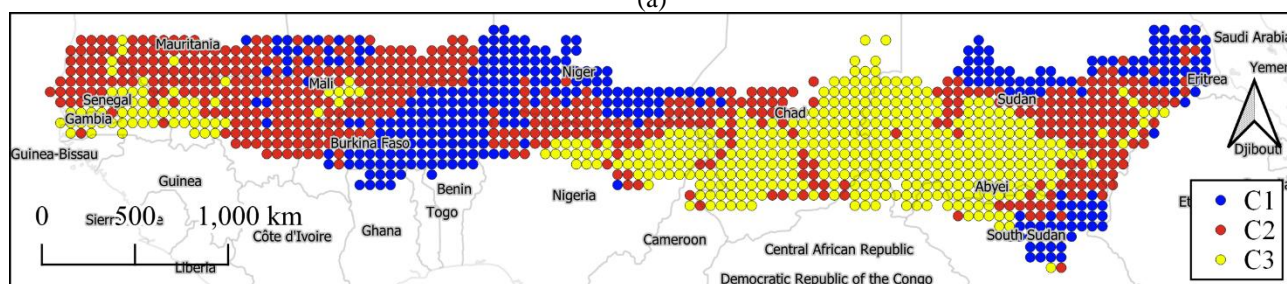 (a)
Saudi Arabia
Mauritania
Yemen
Niger
Eritrea
Mali
Senegal
Sudan
Chad
Gambia
Burkina Faso
Djibouti
Guinea-Bissau
Guinea
Benin
Nigeria
Abyei
C1
0 500 1,000 km
Togo
C2
Côte d'Ivoire
Ghana
South Sudan
Cameroon
Central African Republic
C3
Liberia
Democratic Republic of the Congo